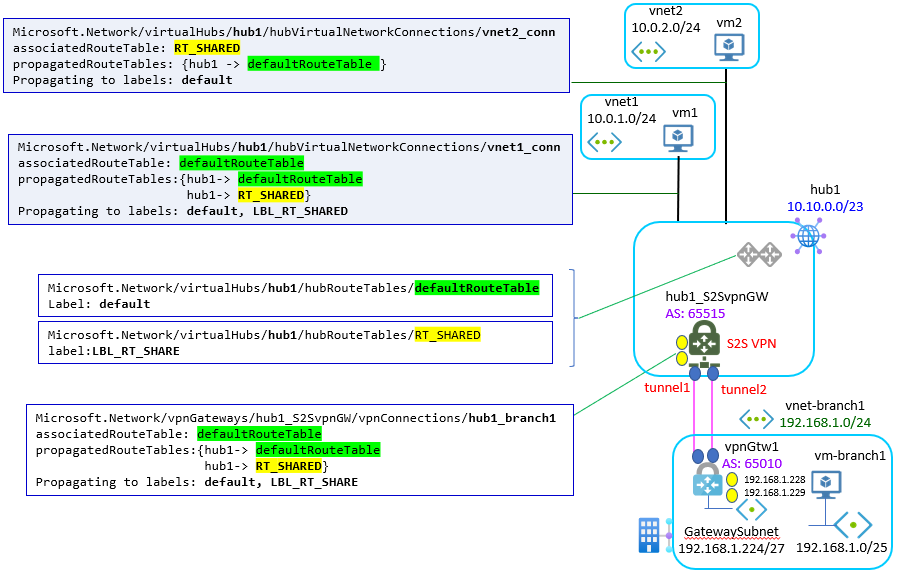 Microsoft.Network/virtualHubs/hub1/hubVirtualNetworkConnections/vnet2_conn
associatedRouteTable: RT_SHARED
propagatedRouteTables: {hub1 -> defaultRouteTable }
Propagating to labels: default
vnet2
10.0.2.0/24
vm2
vnet1
10.0.1.0/24
vm1
Microsoft.Network/virtualHubs/hub1/hubVirtualNetworkConnections/vnet1_conn
associatedRouteTable: defaultRouteTable
propagatedRouteTables:{hub1-> defaultRouteTable
hub1-> RT_SHARED}
Propagating to labels: default, LBL_RT_SHARED
hub1
10.10.0.0/23
Microsoft.Network/virtualHubs/hub1/hubRouteTables/defaultRouteTable
Label: default
Microsoft.Network/virtualHubs/hub1/hubRouteTables/RT_SHARED
label:LBL_RT_SHARE
hub1_S2SvpnGW
AS: 65515
S2S VPN
tunnel1
tunnel2
Microsoft.Network/vpnGateways/hub1_S2SvpnGW/vpnConnections/hub1_branch1
associatedRouteTable: defaultRouteTable
propagatedRouteTables:{hub1-> defaultRouteTable
hub1-> RT_SHARED}
Propagating to labels: default, LBL_RT_SHARE
vnet-branch1
192.168.1.0/24
vpnGtw1
AS: 65010
192.168.1.228
192.168.1.229
vm-branch1
GatewaySubnet
192.168.1.224/27
192.168.1.0/25